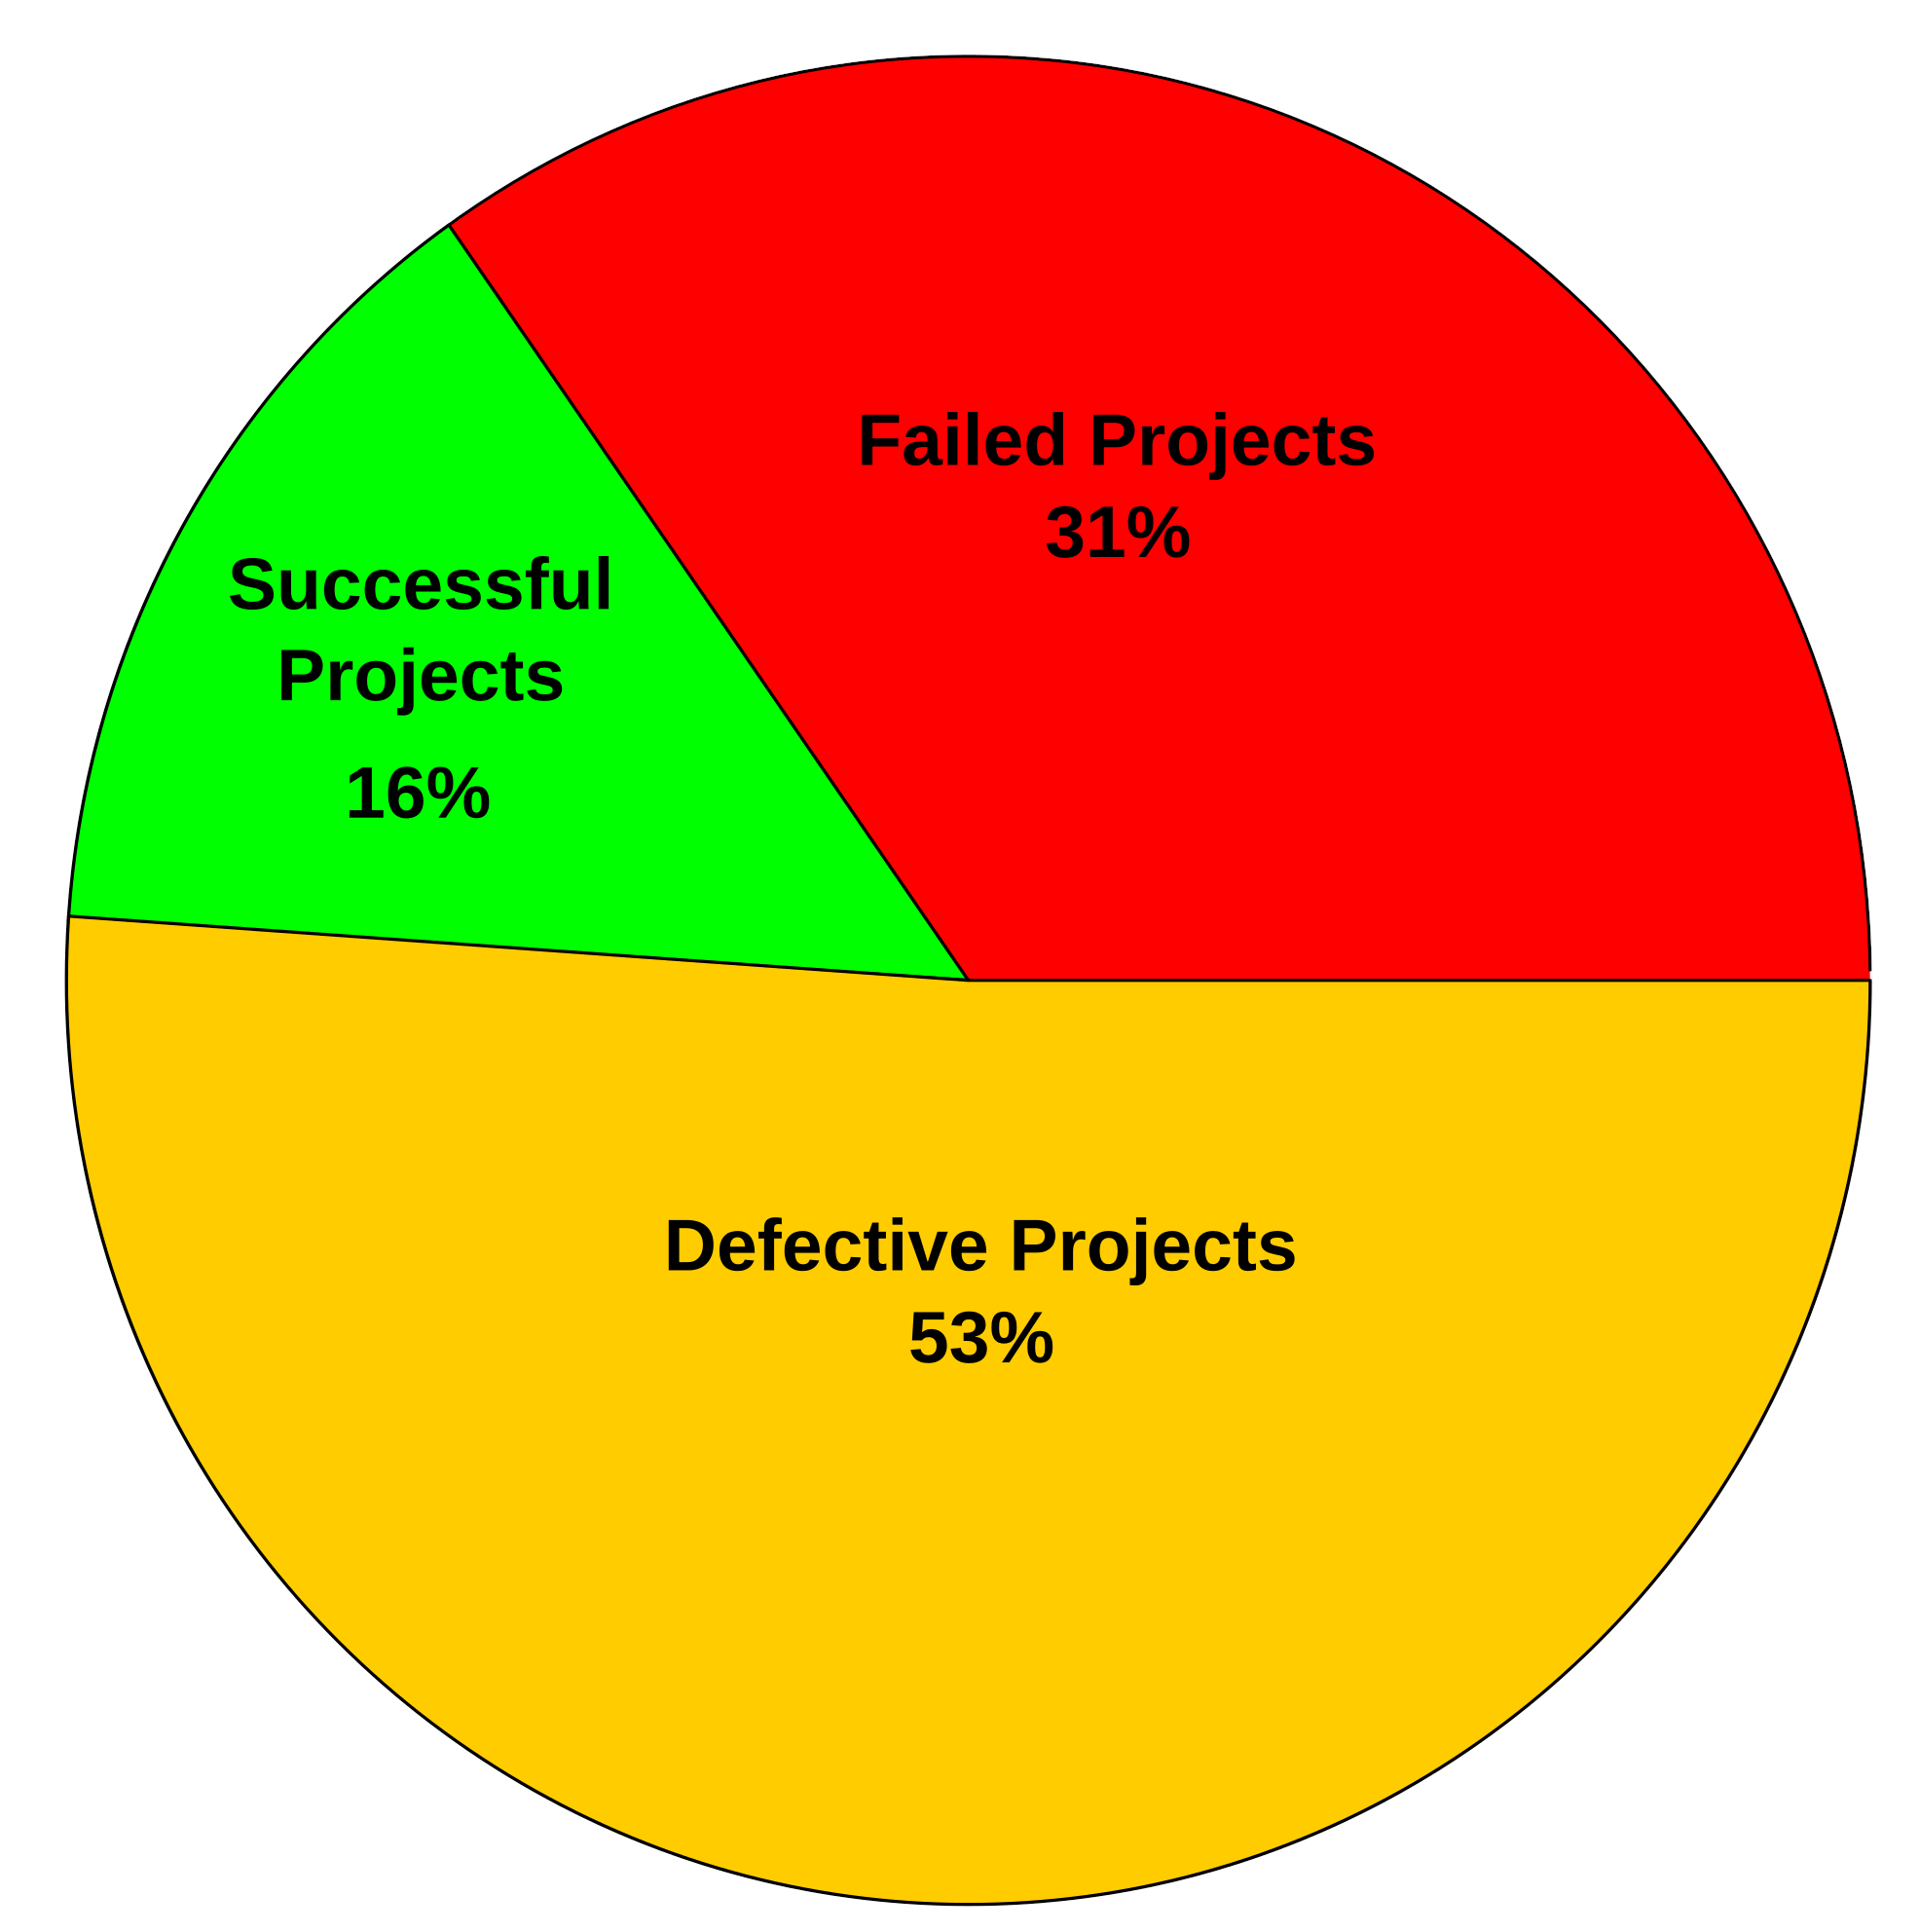 Failed Projects
31%
Successful
Projects
16%
Defective Projects
53%